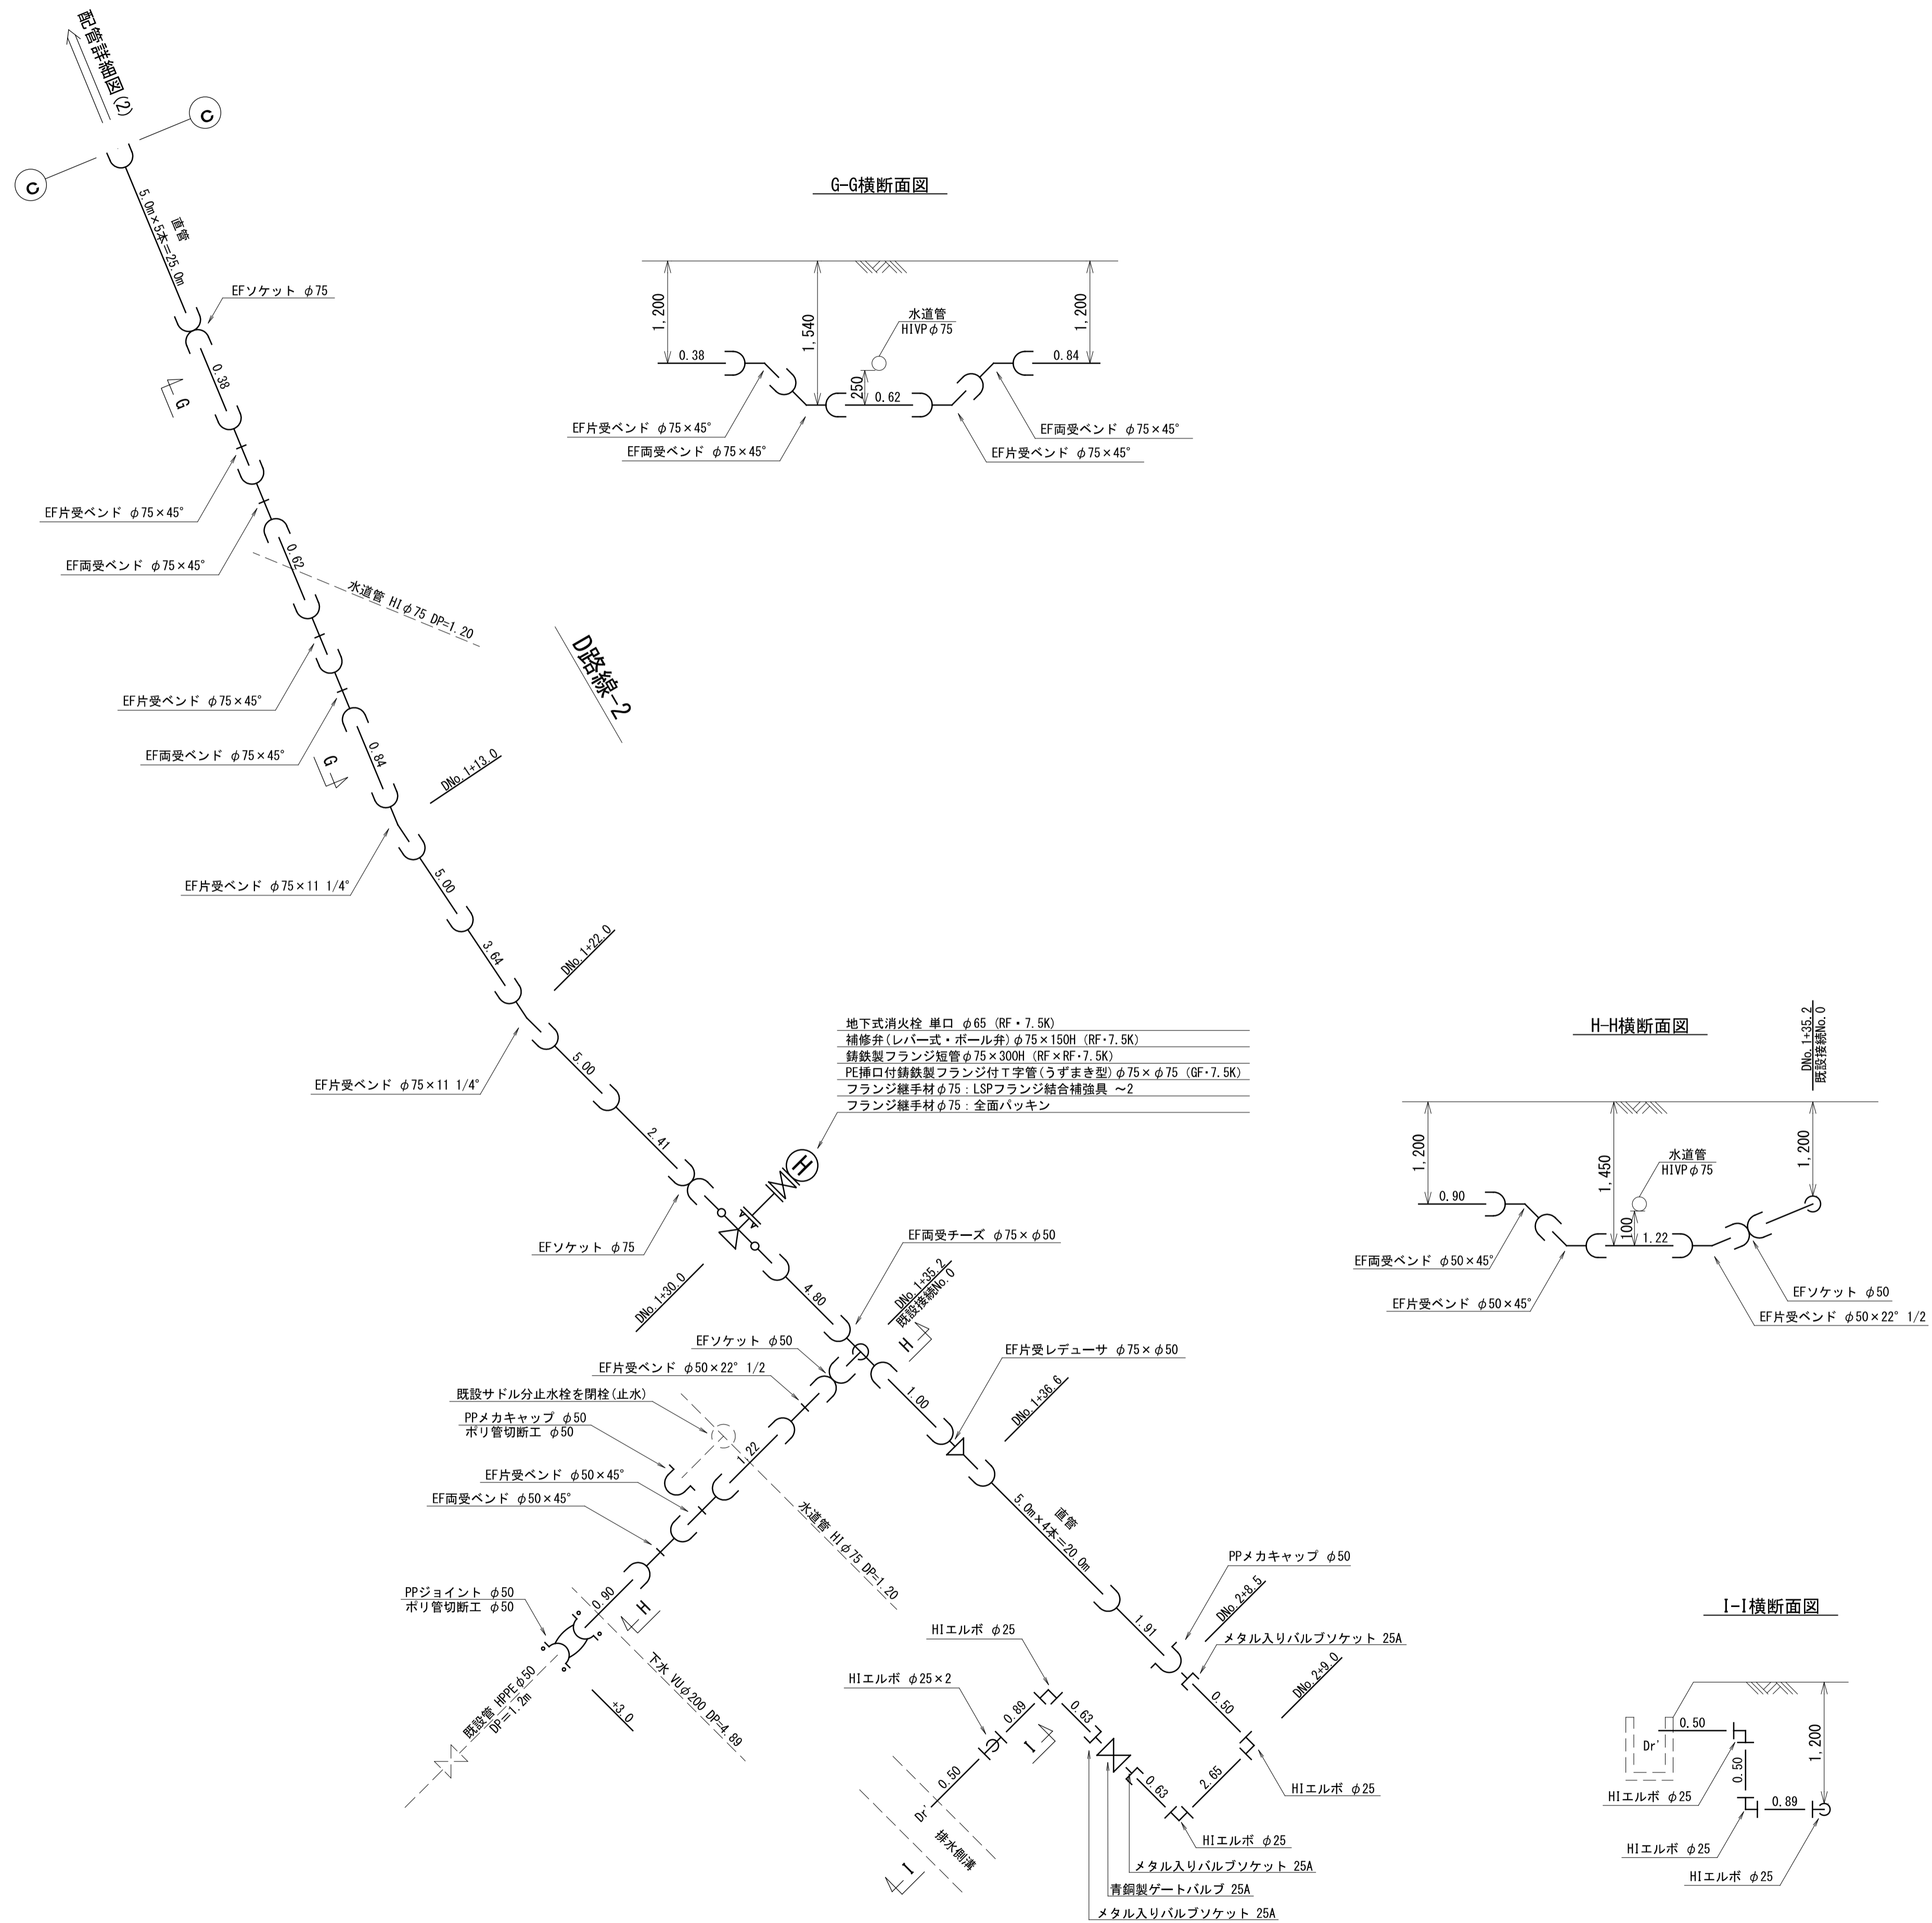 配管詳細図(2)
C
C
直管
5.0m×5本＝25.0m
EFソケット φ75
0.38
G
EF片受ベンド φ75×45°
EF両受ベンド φ75×45°
0.62
水道管 HIφ75 DP=1.20
EF片受ベンド φ75×45°
EF両受ベンド φ75×45°
0.84
G
D路線-2
DNo.1+13.0
EF片受ベンド φ75×11 1/4°
5.00
3.64
DNo.1+22.0
EF片受ベンド φ75×11 1/4°
5.00
2.41
EFソケット φ75
地下式消火栓 単口 φ65 (RF・7.5K)
補修弁(レバー式・ボール弁)φ75×150H (RF・7.5K)
鋳鉄製フランジ短管φ75×300H (RF×RF・7.5K)
PE挿口付鋳鉄製フランジ付Ｔ字管(うずまき型)φ75×φ75 (GF・7.5K)
フランジ継手材φ75：LSPフランジ結合補強具 ～2
フランジ継手材φ75：全面パッキン
H
DNo.1+30.0
4.80
EF両受チーズ φ75×φ50
DNo.1+35.2
既設接続No.0
H
EFソケット φ50
EF片受ベンド φ50×22° 1/2
既設サドル分止水栓を閉栓(止水)
PPメカキャップ φ50
ポリ管切断工 φ50
1.22
EF片受ベンド φ50×45°
EF両受ベンド φ50×45°
水道管 HIφ75 DP=1.20
0.90
H
PPジョイント φ50
ポリ管切断工 φ50
下水 VUφ200 DP=4.89
既設管 HPPEφ50
DP＝1.2m
+3.0
1.00
EF片受レデューサ φ75×φ50
DNo.1+36.6
直管
5.0m×4本＝20.0m
1.91
PPメカキャップ φ50
DNo.2+8.5
メタル入りバルブソケット 25A
0.50
DNo.2+9.0
HIエルボ φ25
2.65
HIエルボ φ25
0.63
メタル入りバルブソケット 25A
青銅製ゲートバルブ 25A
メタル入りバルブソケット 25A
0.63
HIエルボ φ25
0.89
I
HIエルボ φ25×2
0.50
Dr'
排水側溝
I
G-G横断面図
1,200
1,540
1,200
水道管
HIVPφ75
0.38
250
0.62
0.84
EF片受ベンド φ75×45°
EF両受ベンド φ75×45°
EF両受ベンド φ75×45°
EF片受ベンド φ75×45°
H-H横断面図
DNo.1+35.2
既設接続No.0
1,200
1,450
1,200
水道管
HIVPφ75
0.90
100
1.22
EF両受ベンド φ50×45°
EF片受ベンド φ50×45°
EFソケット φ50
EF片受ベンド φ50×22° 1/2
I-I横断面図
0.50
Dr'
0.50
1,200
HIエルボ φ25
0.89
HIエルボ φ25
HIエルボ φ25